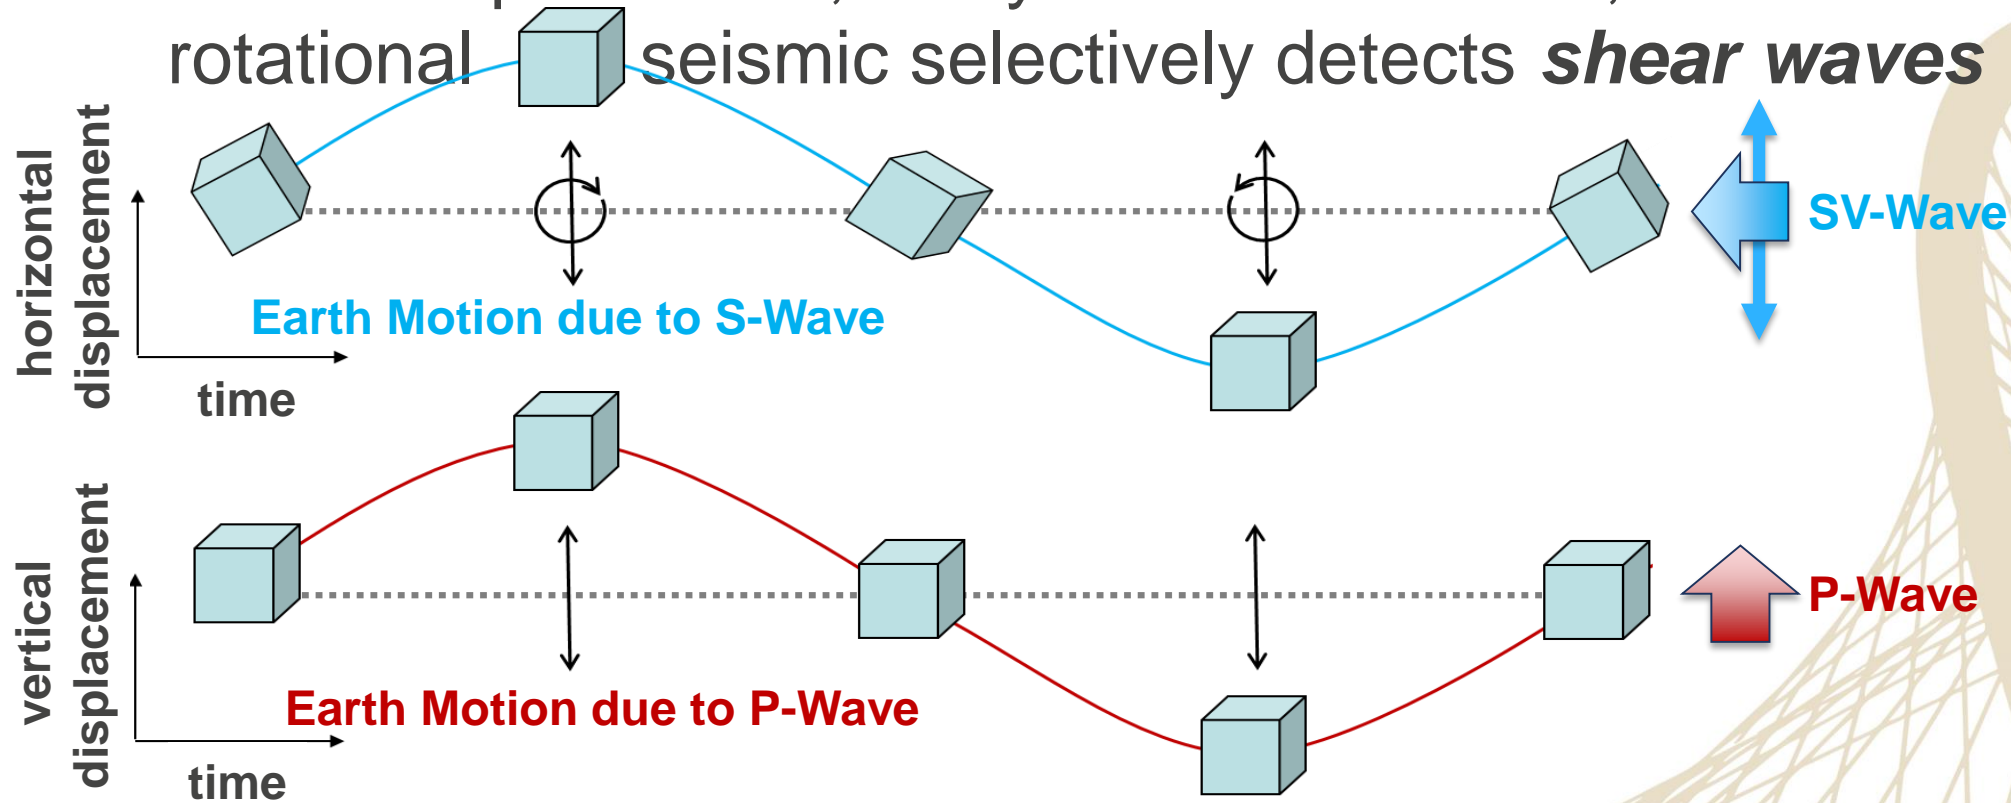 rotational seismic selectively detects shear waves
horizontal
displacement
SV-Wave
Earth Motion due to S-Wave
time
vertical
displacement
P-Wave
Earth Motion due to P-Wave
time